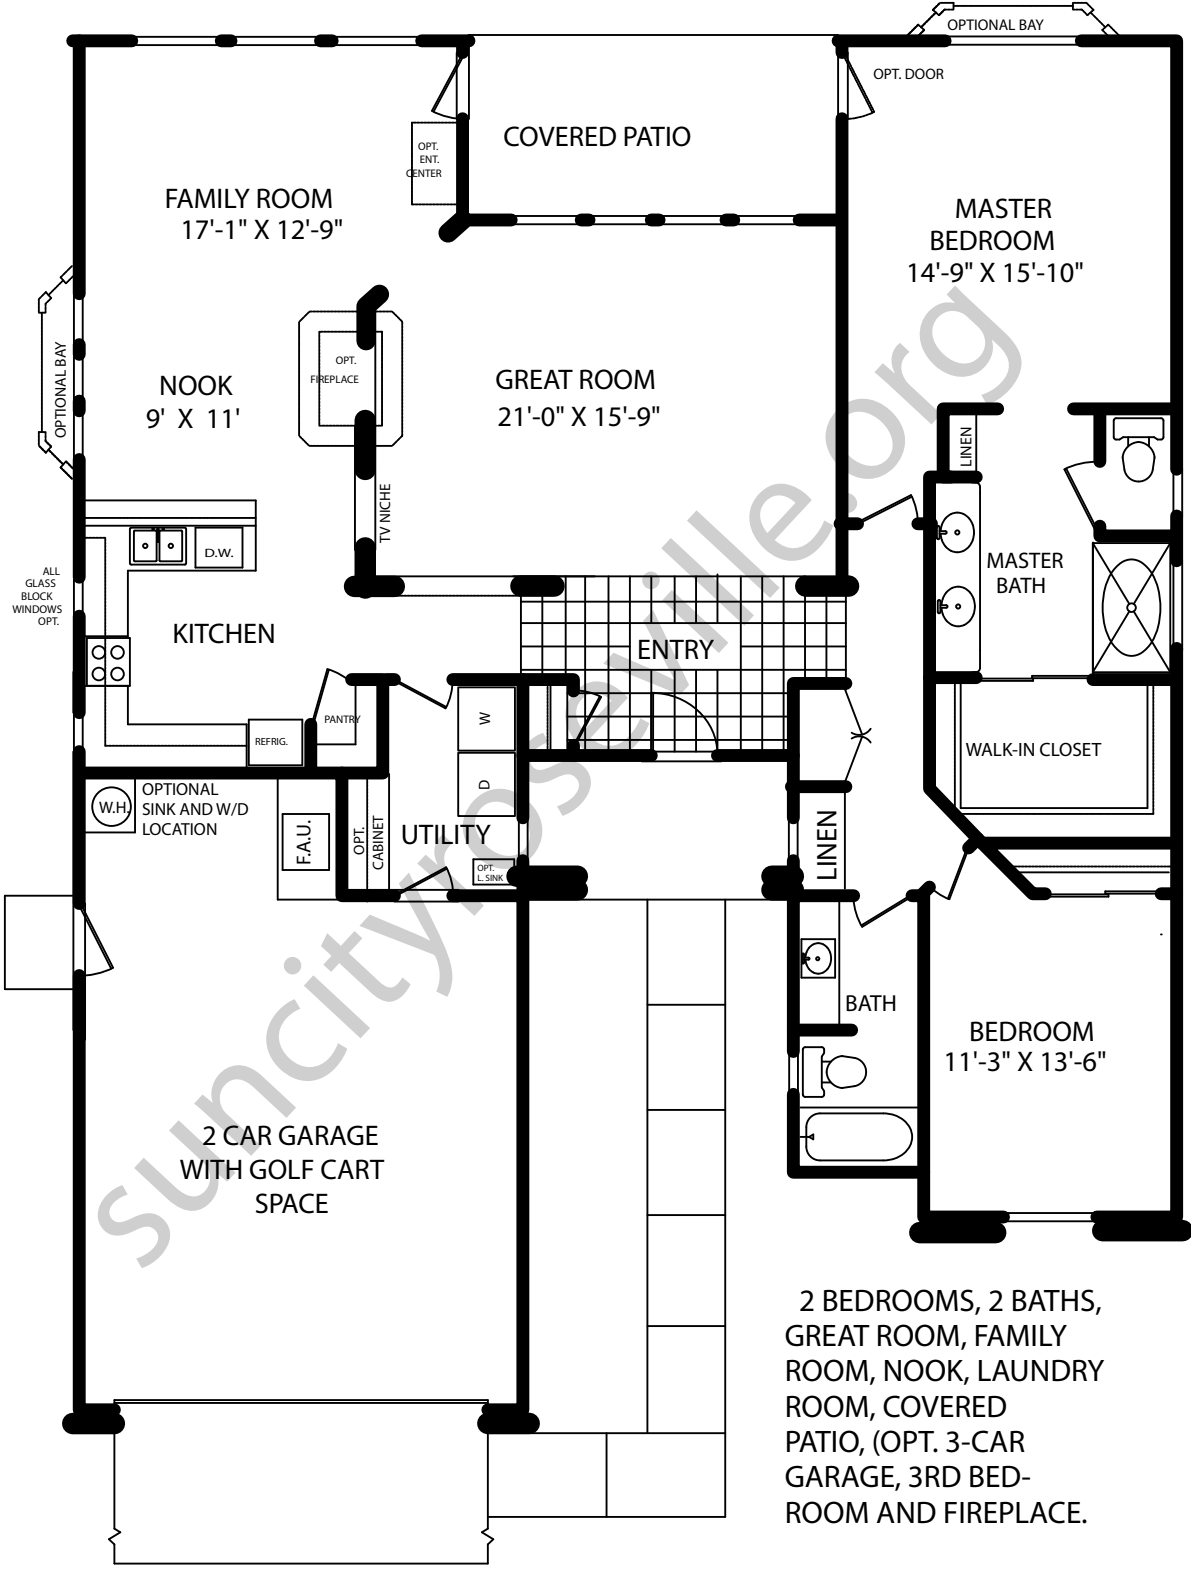 OPTIONAL BAY
OPT. DOOR
COVERED PATIO
OPT.
ENT.
CENTER
FAMILY ROOM
17'-1" X 12'-9"
MASTER
BEDROOM
14'-9" X 15'-10"
OPTIONAL BAY
NOOK
9' X 11'
OPT.
FIREPLACE
GREAT ROOM
21'-0" X 15'-9"
LINEN
TV NICHE
D.W.
ALL
GLASS
BLOCK
WINDOWS
OPT.
MASTER
BATH
KITCHEN
ENTRY
PANTRY
W
REFRIG.
WALK-IN CLOSET
D
W.H.
OPTIONAL
SINK AND W/D
LOCATION
F.A.U.
OPT.
CABINET
UTILITY
OPT.
L. SINK
LINEN
BATH
BEDROOM
11'-3" X 13'-6"
2 CAR GARAGE
WITH GOLF CART
SPACE
suncityroseville.org
2 BEDROOMS, 2 BATHS,
GREAT ROOM, FAMILY
ROOM, NOOK, LAUNDRY
ROOM, COVERED
PATIO, (OPT. 3-CAR
GARAGE, 3RD BED-
ROOM AND FIREPLACE.